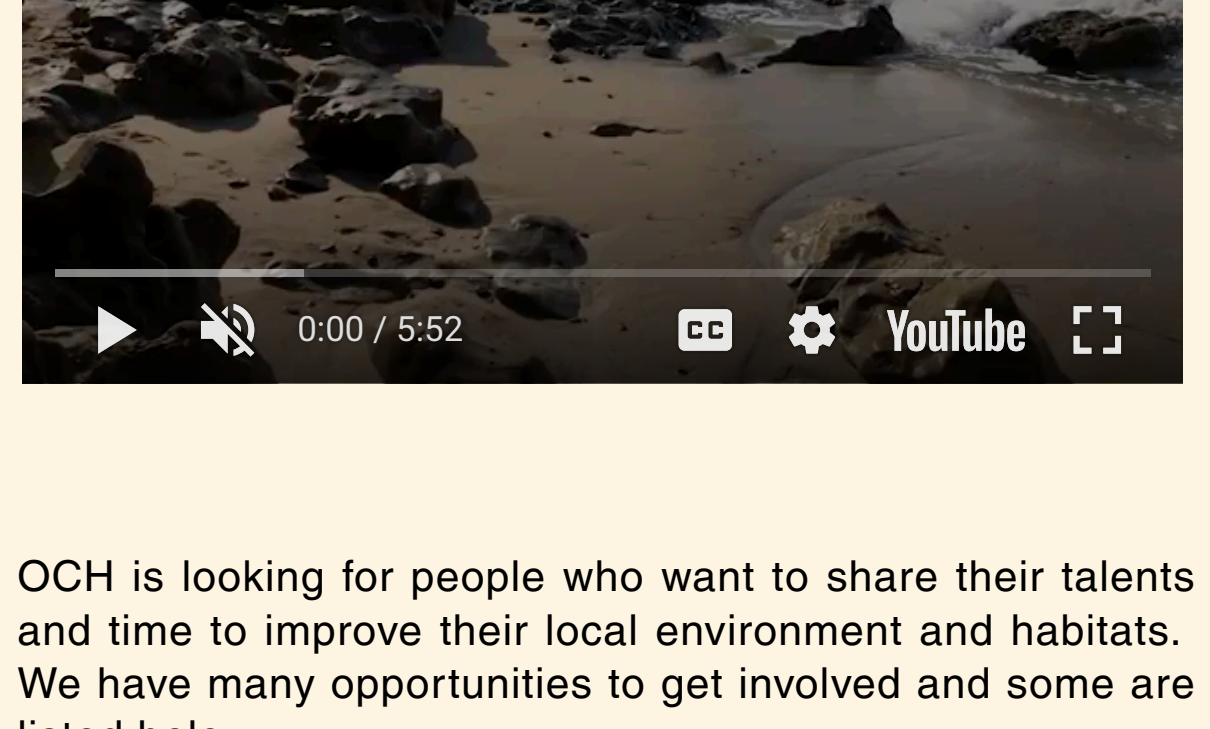 0:00 / 5:52 CC YouTube
OCH is looking for people who want to share their talents
and time to improve their local environment and habitats.
We have many opportunities to get involved and some are